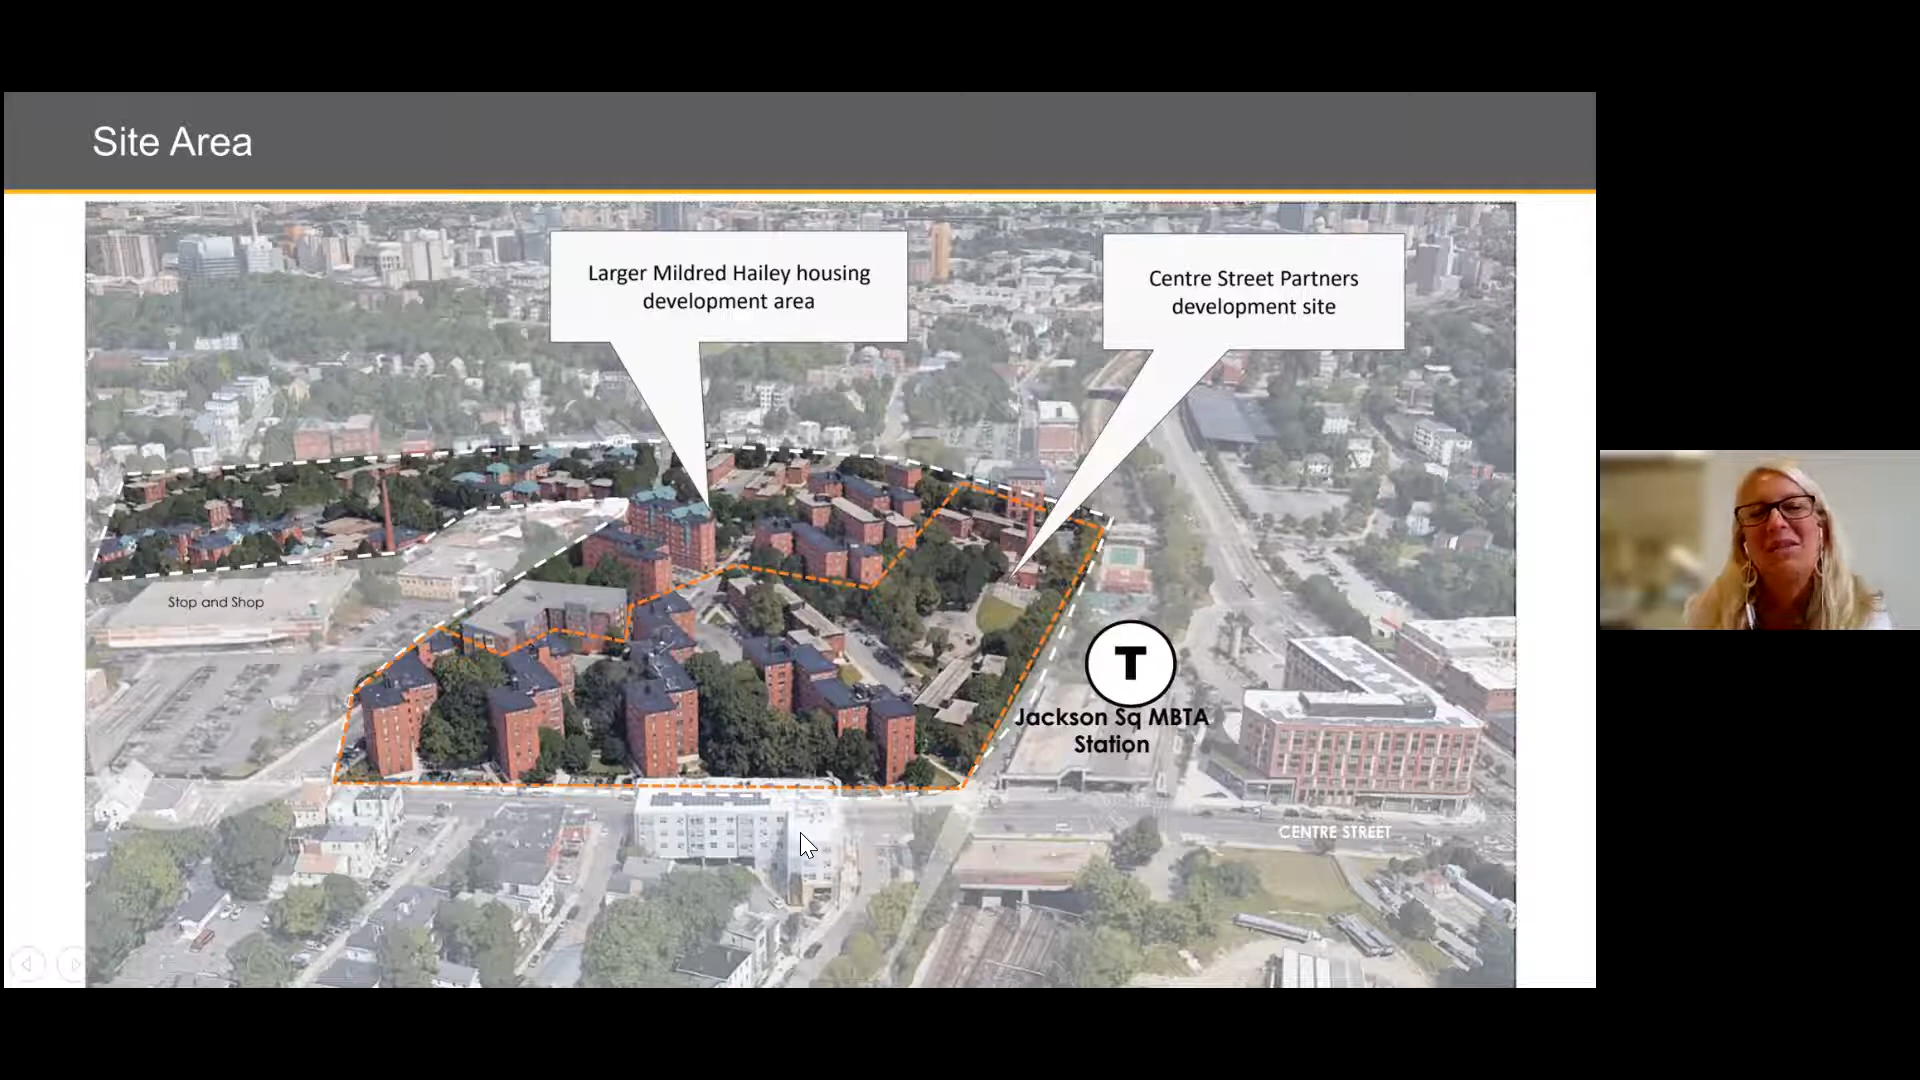 Site Area
Larger Mildred Hailey housing
development area
Centre Street Partners
development site
Stop and Shop
T
Jackson Sq MBTA
Station
CENTRE STREET